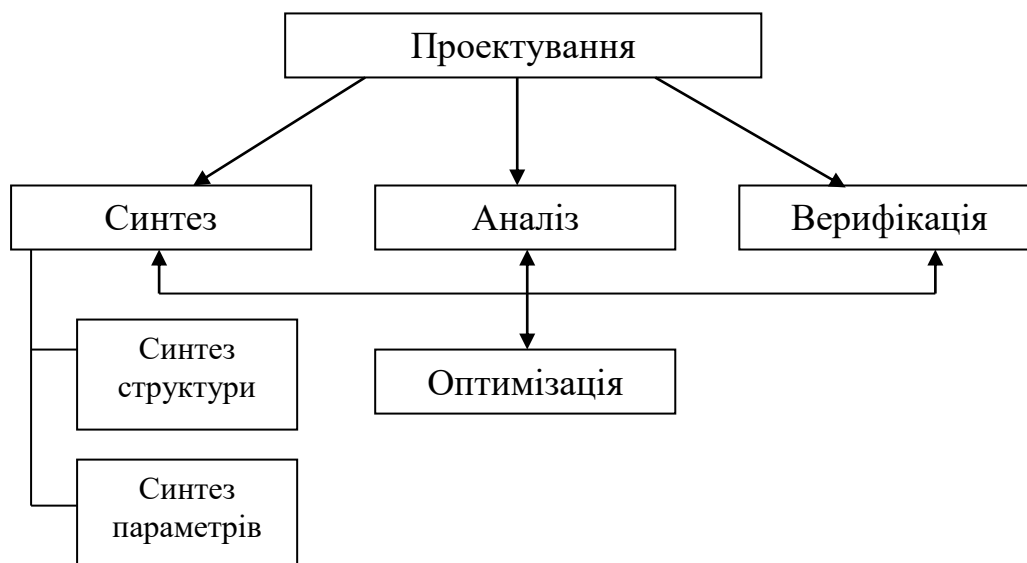 Проектування
Синтез
Аналіз
Верифікація
Синтез
структури
Оптимізація
Синтез
параметрів